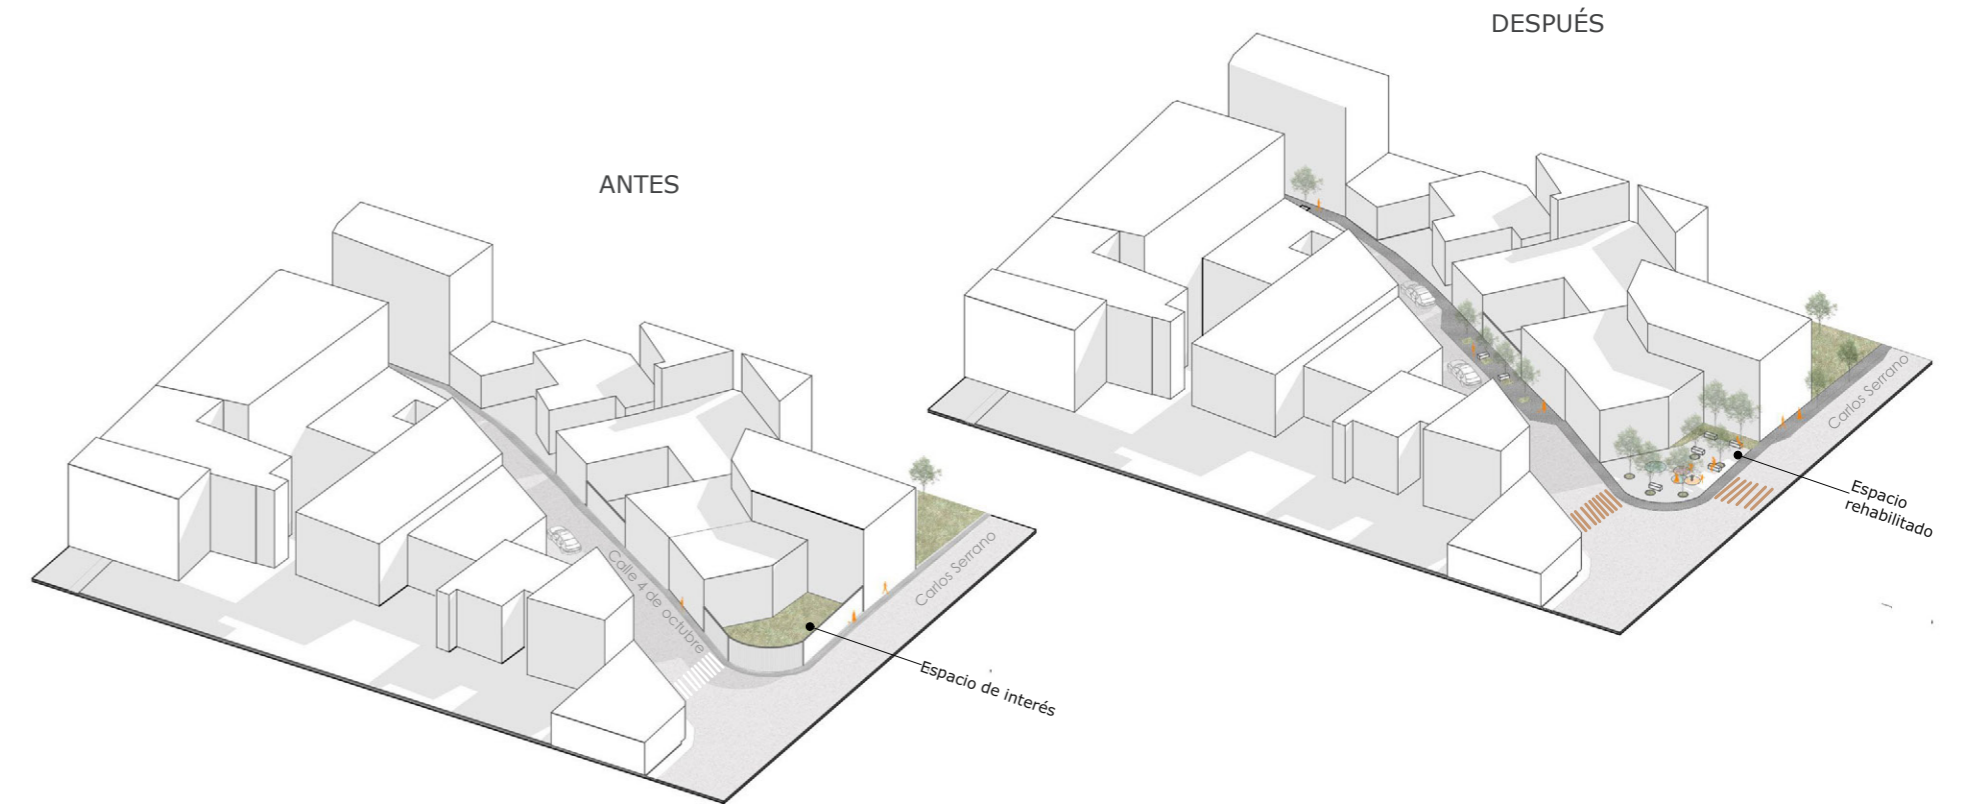 DESPUÉS
ANTES
Carlos Serrano
Espacio
rehabilitado
Calle 4 de octubre
Carlos Serrano
Espacio de interés